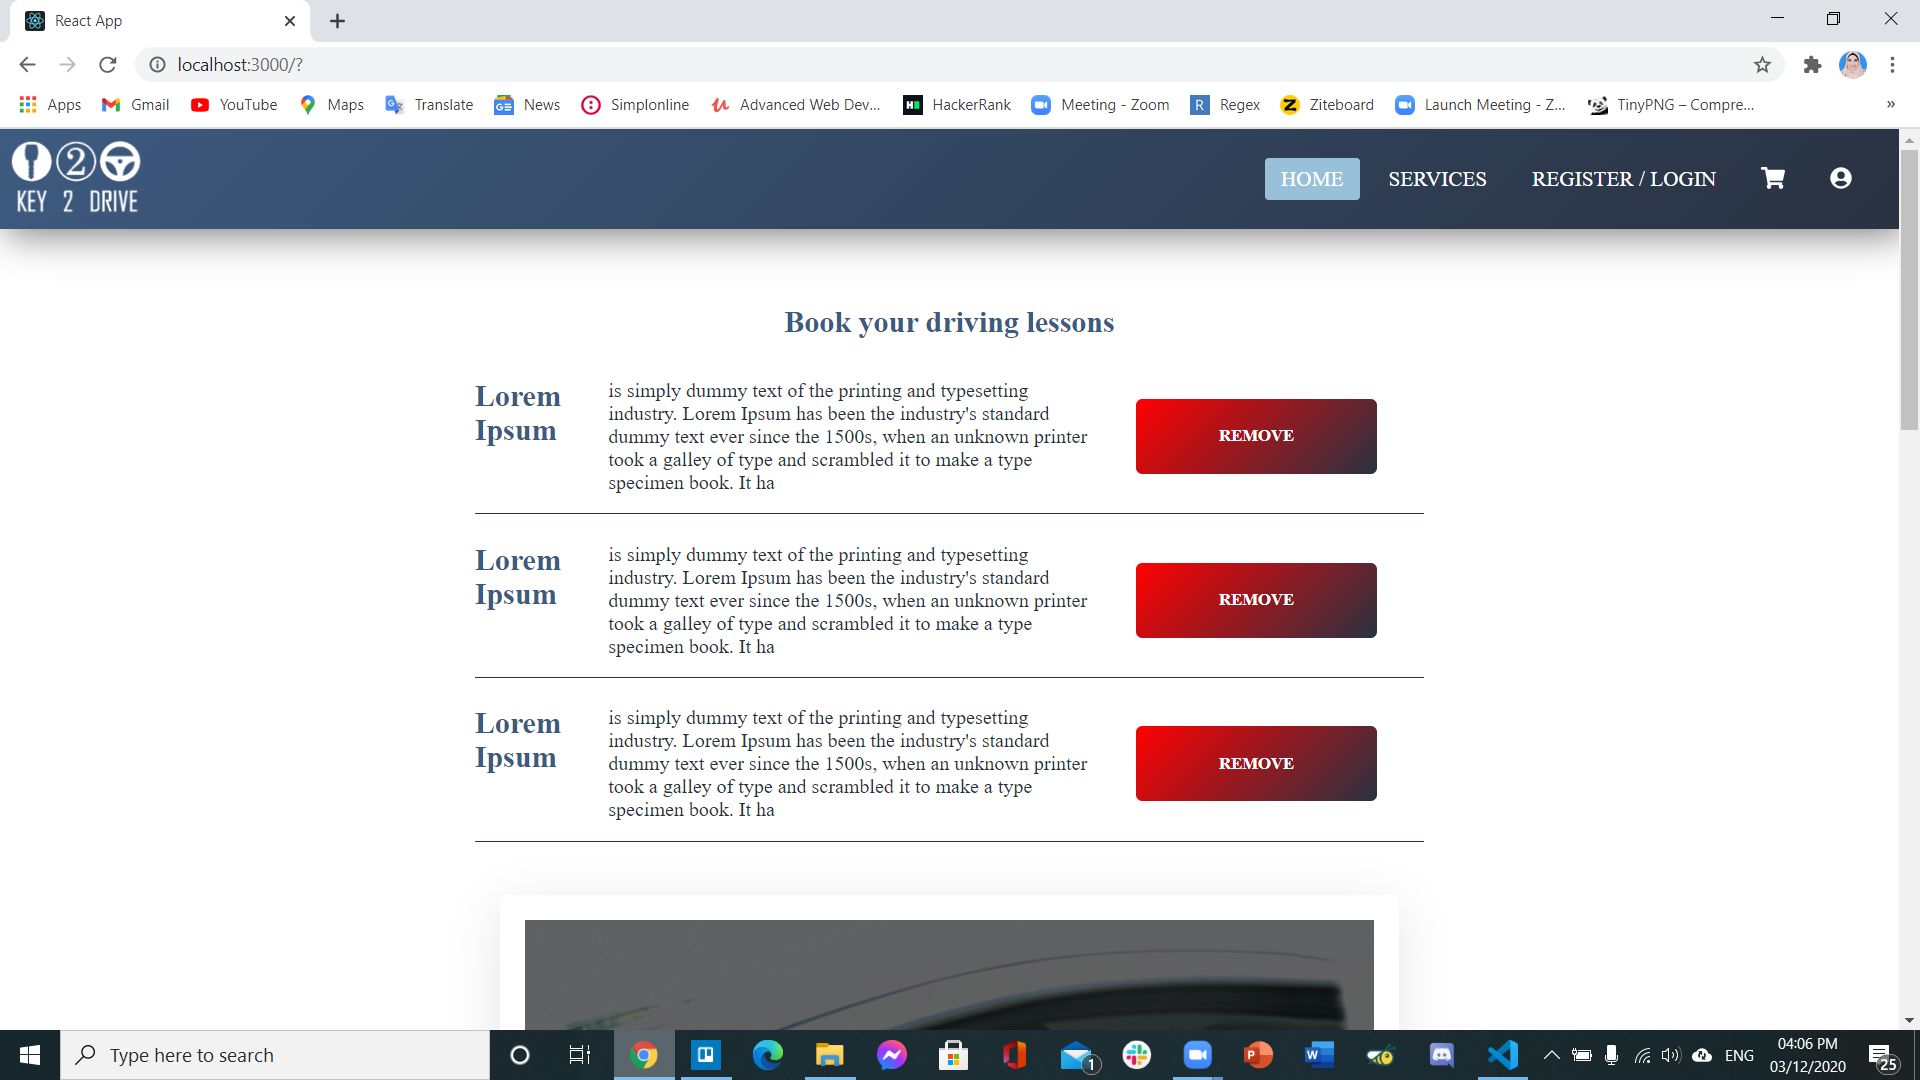 React App
localhost:3000/?
Apps Gmail YouTube Maps Translate News Simplonline Advanced Web Dev... HackerRank Meeting - Zoom Regex Ziteboard Launch Meeting - Z... TinyPNG – Compre... »
2
KEY 2 DRIVE
HOME SERVICES REGISTER / LOGIN
Book your driving lessons
Lorem
Ipsum
is simply dummy text of the printing and typesetting
industry. Lorem Ipsum has been the industry's standard
dummy text ever since the 1500s, when an unknown printer
took a galley of type and scrambled it to make a type
specimen book. It ha
REMOVE
Lorem
Ipsum
is simply dummy text of the printing and typesetting
industry. Lorem Ipsum has been the industry's standard
dummy text ever since the 1500s, when an unknown printer
took a galley of type and scrambled it to make a type
specimen book. It ha
REMOVE
Lorem
Ipsum
is simply dummy text of the printing and typesetting
industry. Lorem Ipsum has been the industry's standard
dummy text ever since the 1500s, when an unknown printer
took a galley of type and scrambled it to make a type
specimen book. It ha
REMOVE
Type here to search
1
ENG
04:06 PM
03/12/2020
25